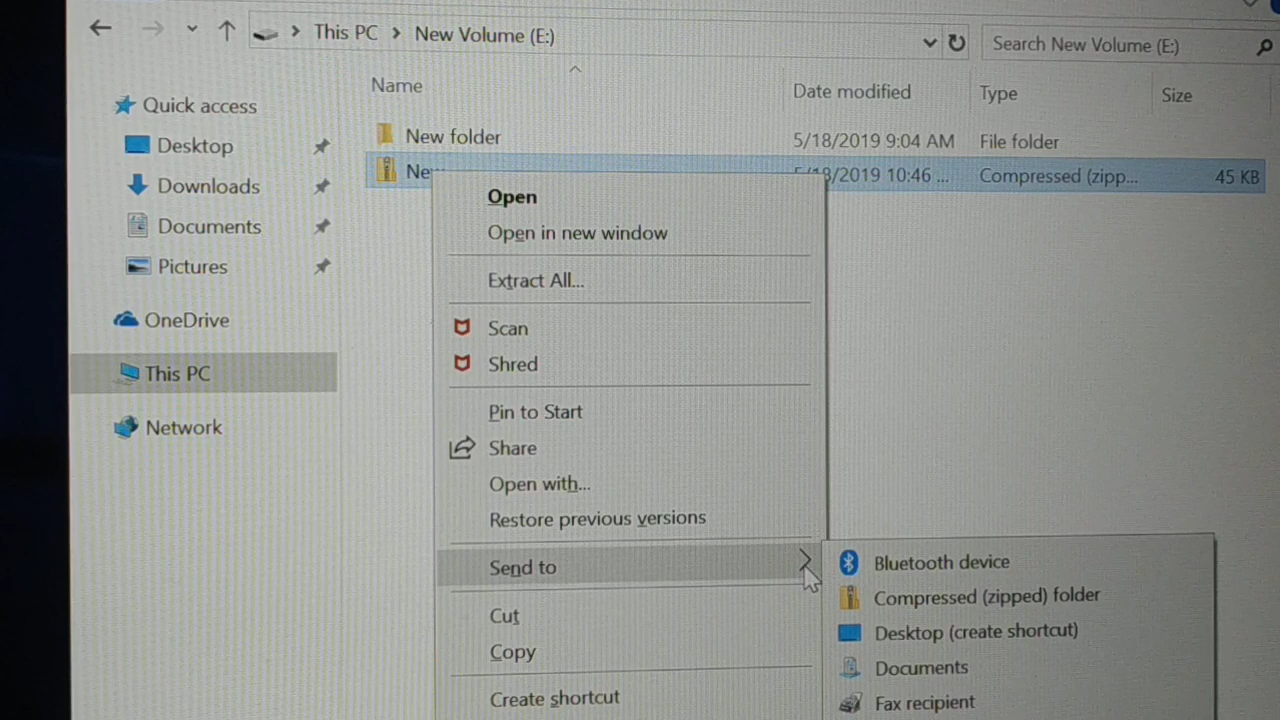 This PC > New Volume (E:)
Search New Volume (E:)
Name
Date modified
Type
Size
Quick access
Desktop
Downloads
Documents
Pictures
OneDrive
This PC
Network
New folder
5/18/2019 9:04 AM
File folder
/2019 10:46 ...
Compressed (zipp...
45 KB
Open
Open in new window
Extract All...
Scan
Shred
Pin to Start
Share
Open with...
Restore previous versions
Send to
Cut
Copy
Create shortcut
Bluetooth device
Compressed (zipped) folder
Desktop (create shortcut)
Documents
Fax recipient